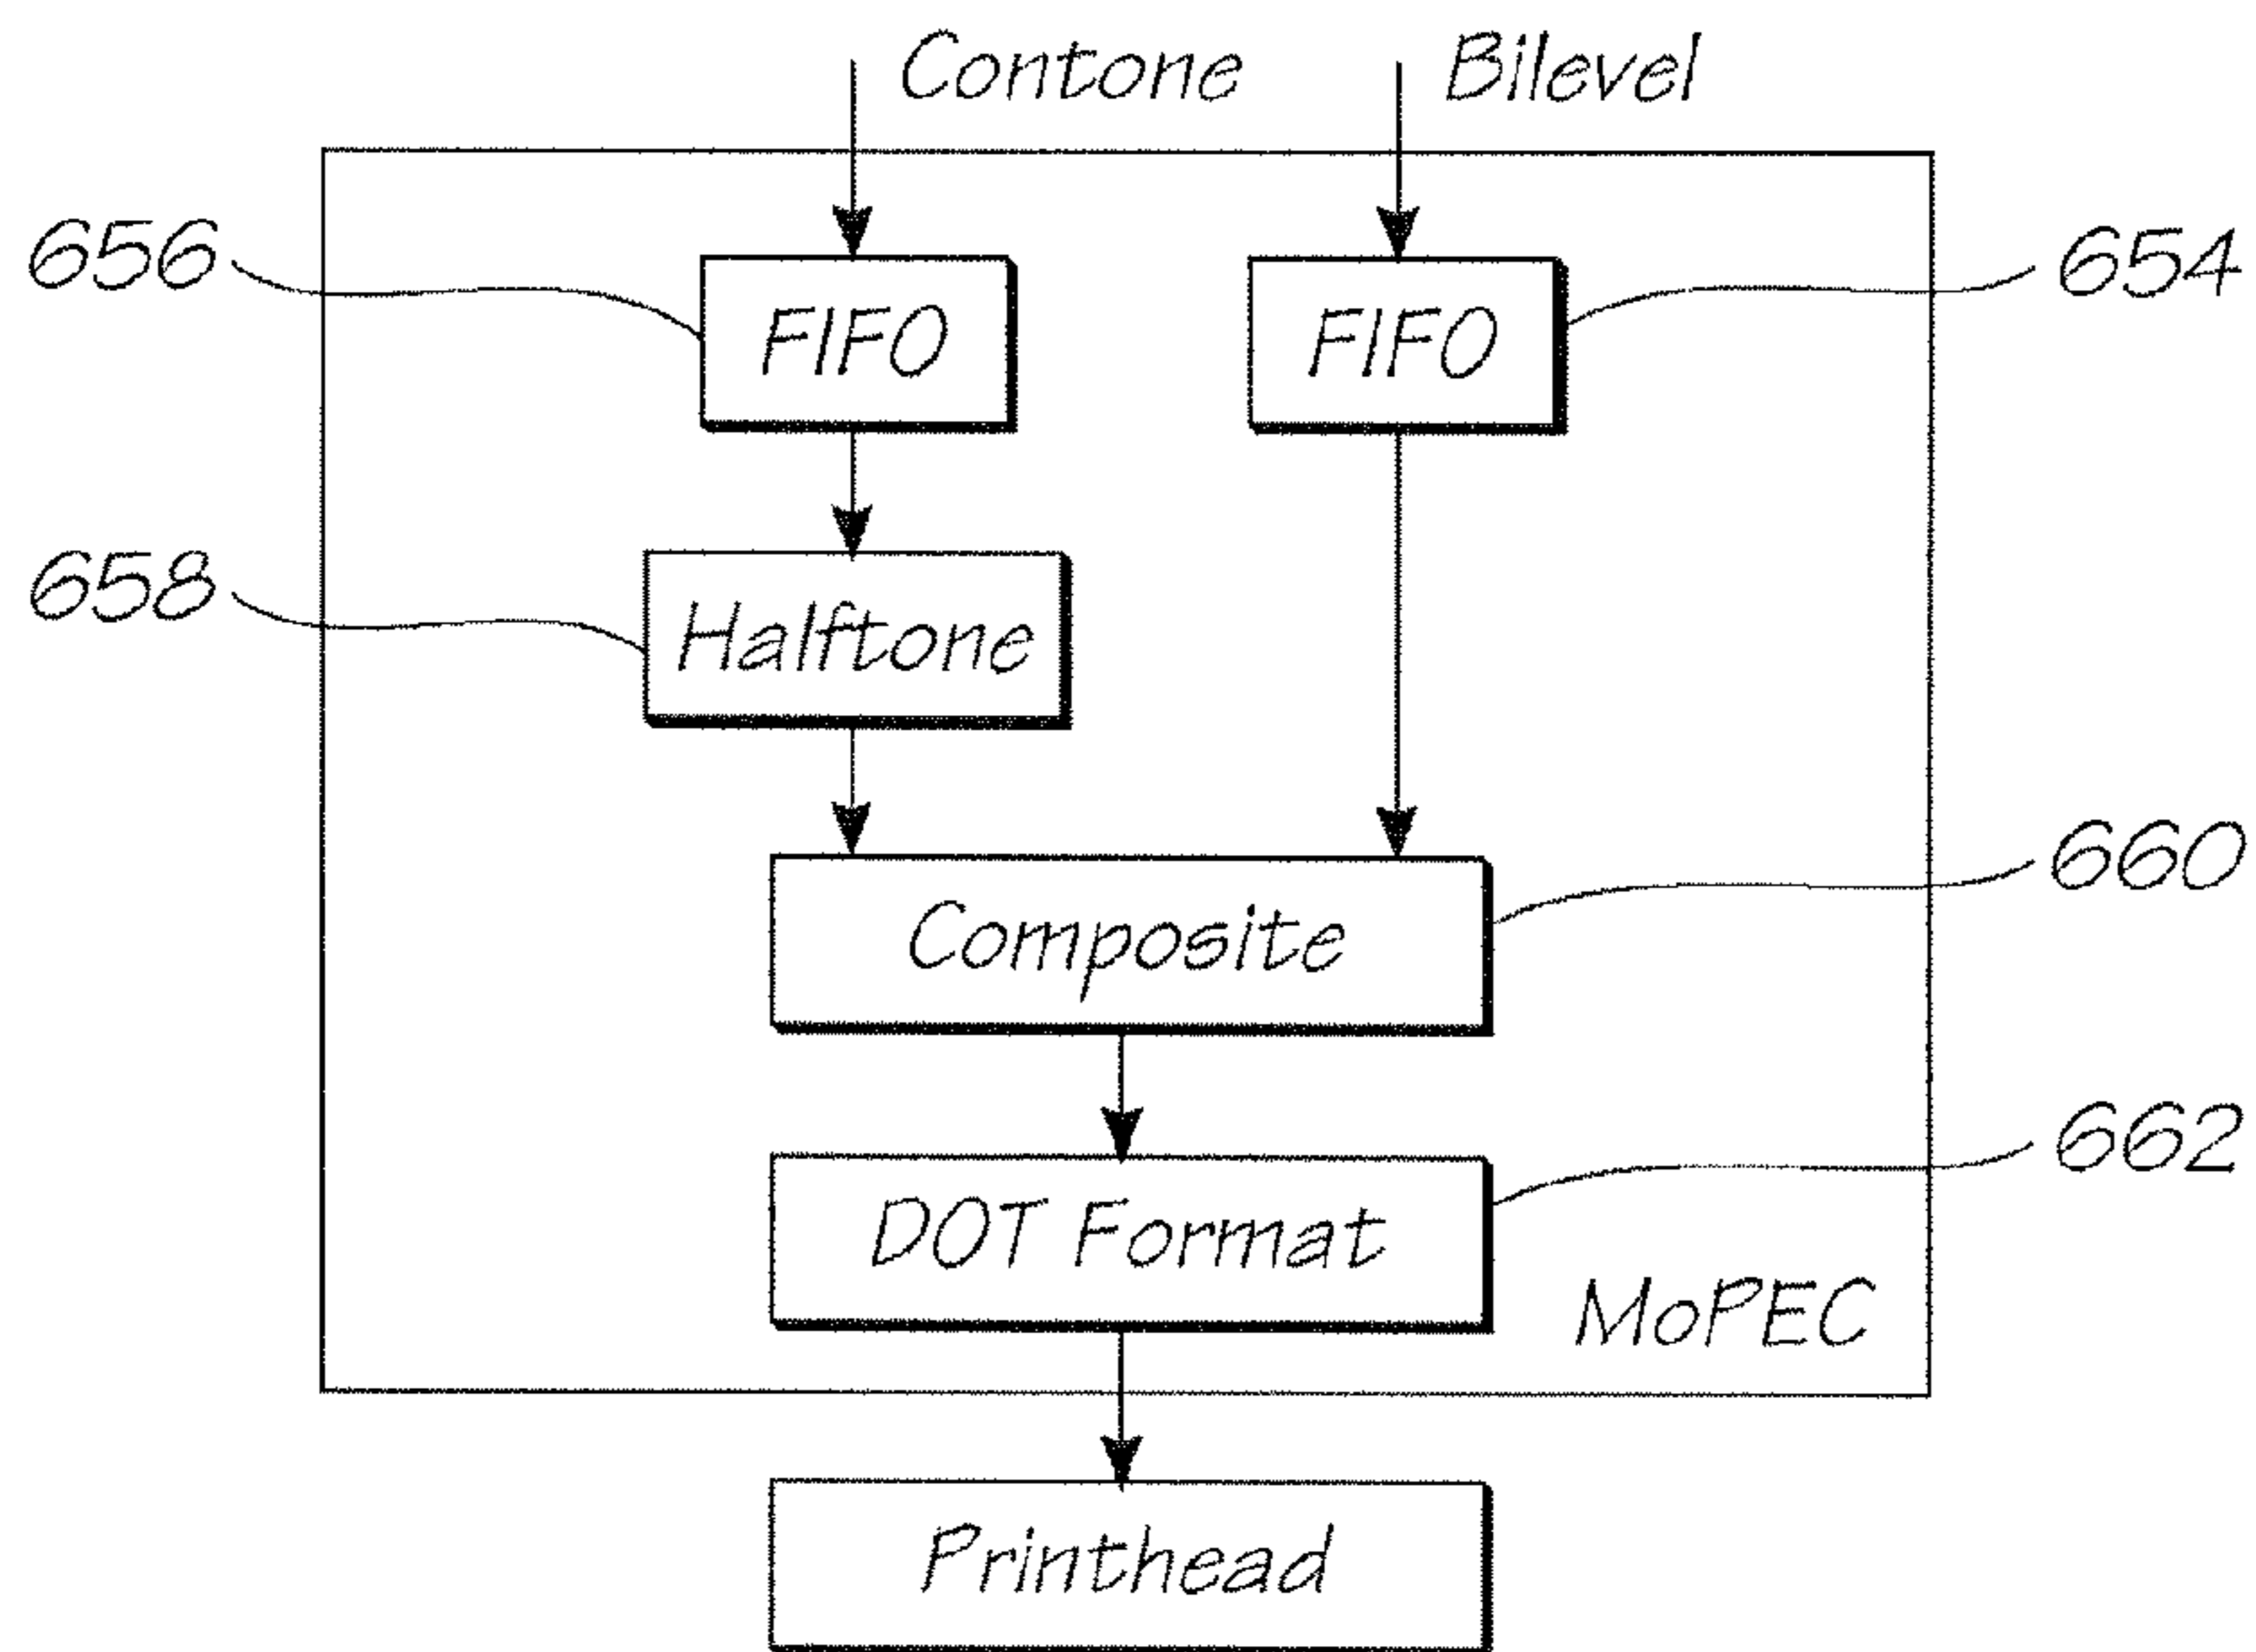 Contone
Bilevel
656
FIFO
FIFO
654
658
Halftone
660
Composite
662
DOT Format
MoPEC
Printhead